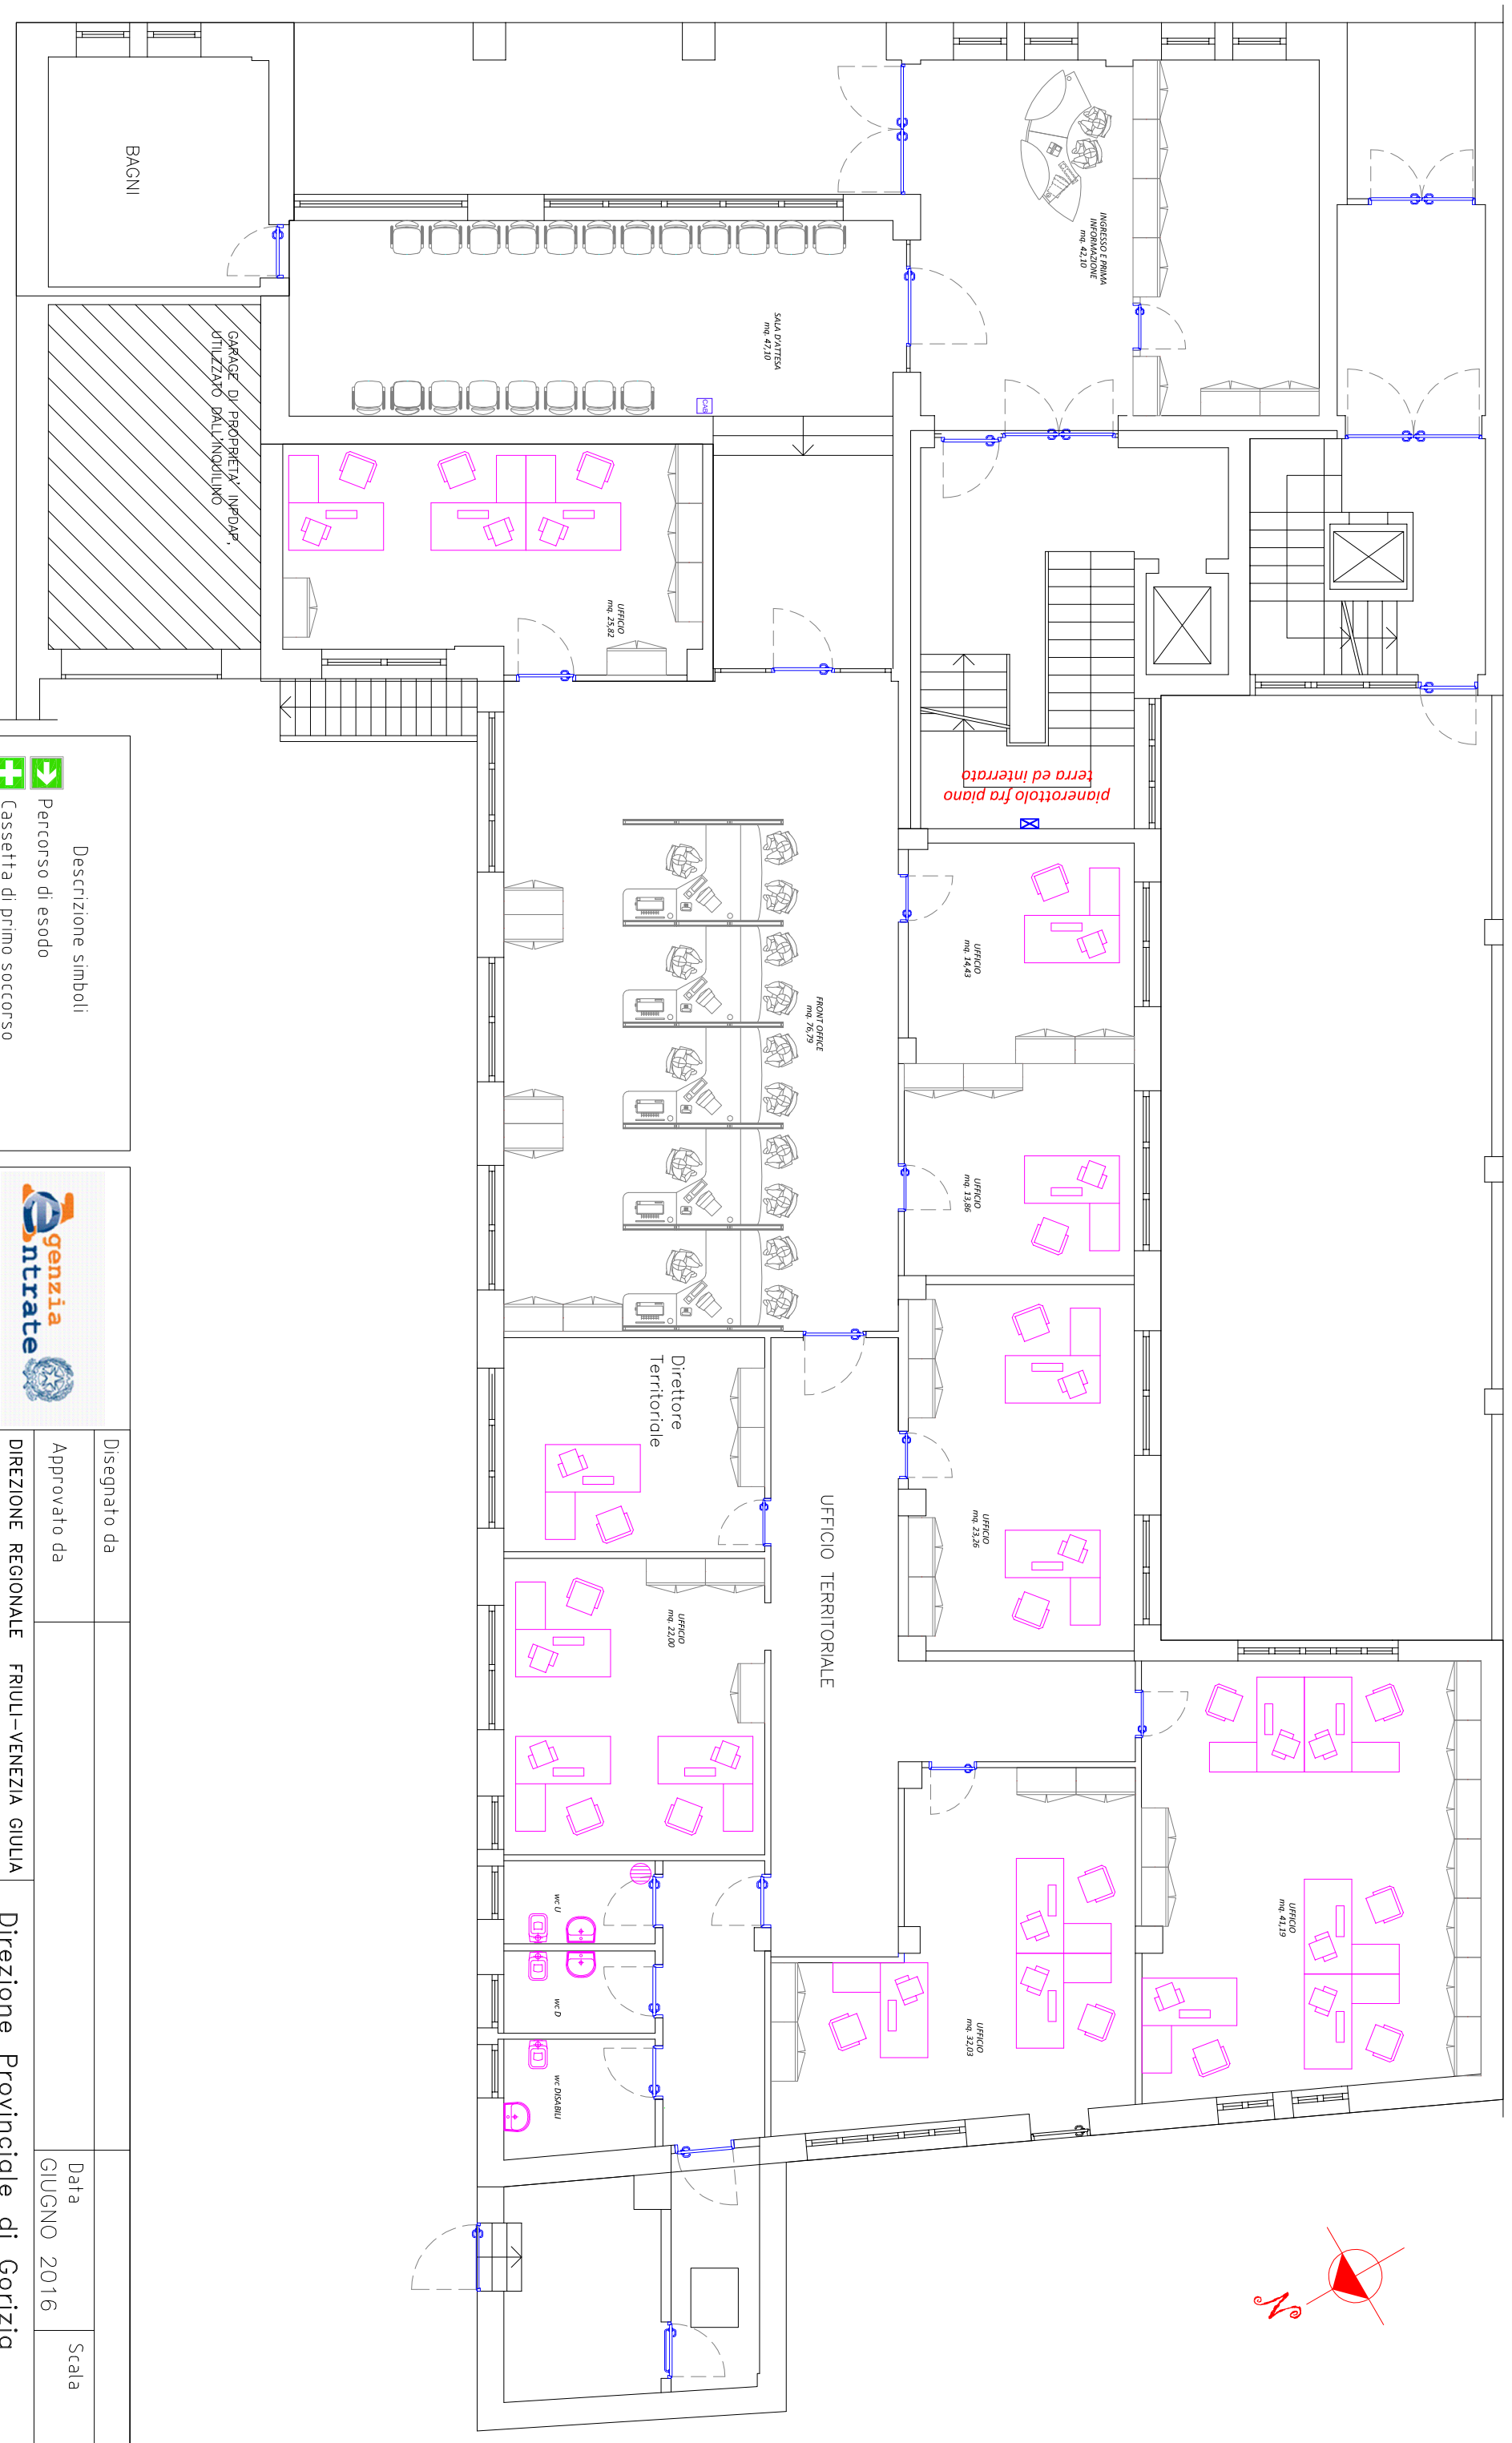 BAGNI
GARAGE DI PROPRIETA' INPDAP,
UTILIZZATO DALL'INQUILINO
INGRESSO E PRIMA
INFORMAZIONE
mq. 42,10
SALA D'ATTESA
mq. 47,10
CAB
UFFICIO
mq. 25,82
pianerottolo fra piano
terra ed interrato
UFFICIO
mq. 14,43
FRONT OFFICE
mq. 76,79
UFFICIO
mq. 13,86
UFFICIO
mq. 23,26
Direttore
Territoriale
UFFICIO TERRITORIALE
UFFICIO
mq. 22,00
UFFICIO
mq. 41,19
UFFICIO
mq. 32,03
wc U
wc D
wc DISABILI
N
Descrizione simboli
Percorso di esodo
Cassetta di primo soccorso
agenzia
entrate
Disegnato da
Approvato da
Data
GIUGNO 2016
Scala
DIREZIONE REGIONALE FRIULI-VENEZIA GIULIA
Direzione Provinciale di Gorizia